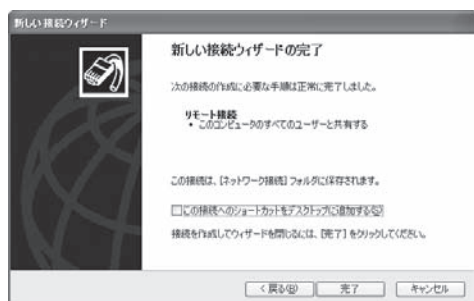 新しい接続ウィザード
新しい接続ウィザードの完了
次の接続の作成に必要な手順は正常に完了しました。
リモート接続
• このコンピュータのすべてのユーザーと共有する
この接続は、[ネットワーク接続] フォルダに保存されます。
この接続へのショートカットをデスクトップに追加する(S)
接続を作成してウィザードを閉じるには、[完了] をクリックしてください。
< 戻る(B) 完了 キャンセル